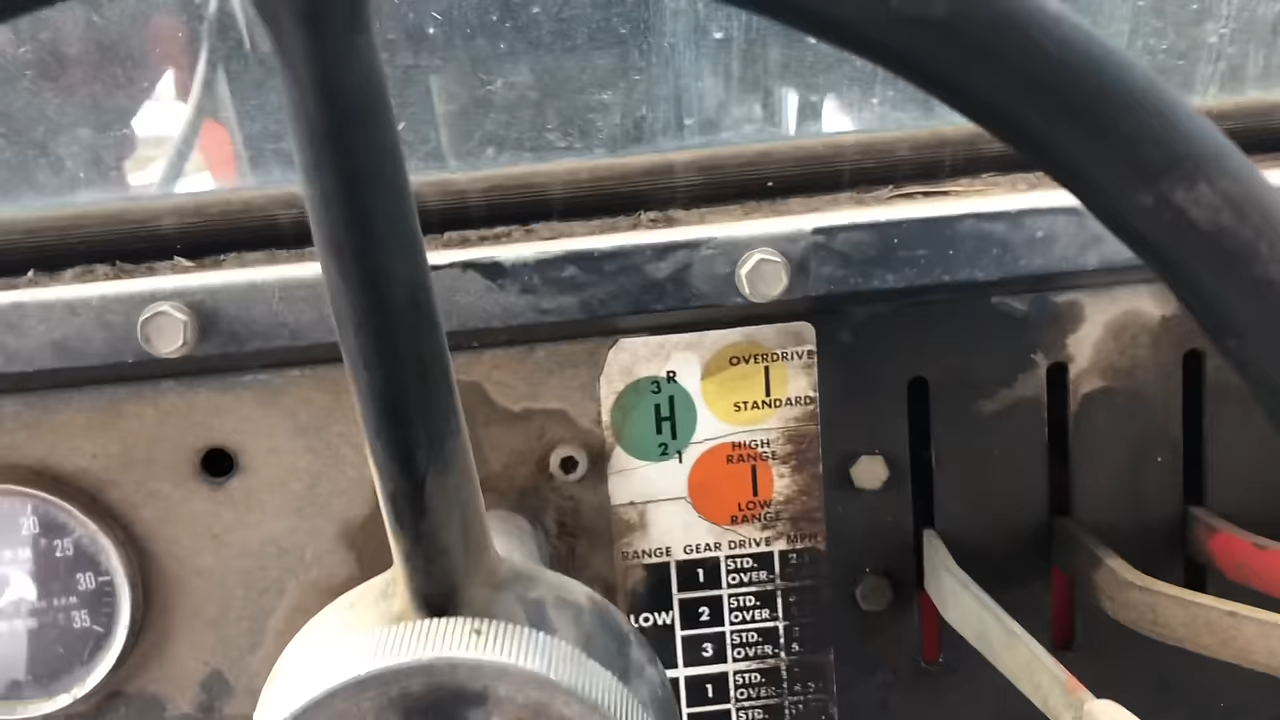 OVERDRIVE
STANDARD
3 R
H
2 1
HIGH
RANGE
LOW
RANGE
RANGE GEAR DRIVE MPH
LOW
1 STD.
OVER-
2 STD.
OVER-
3 STD.
OVER-
1 STD.
OVER-
STD.
20
25
30
35